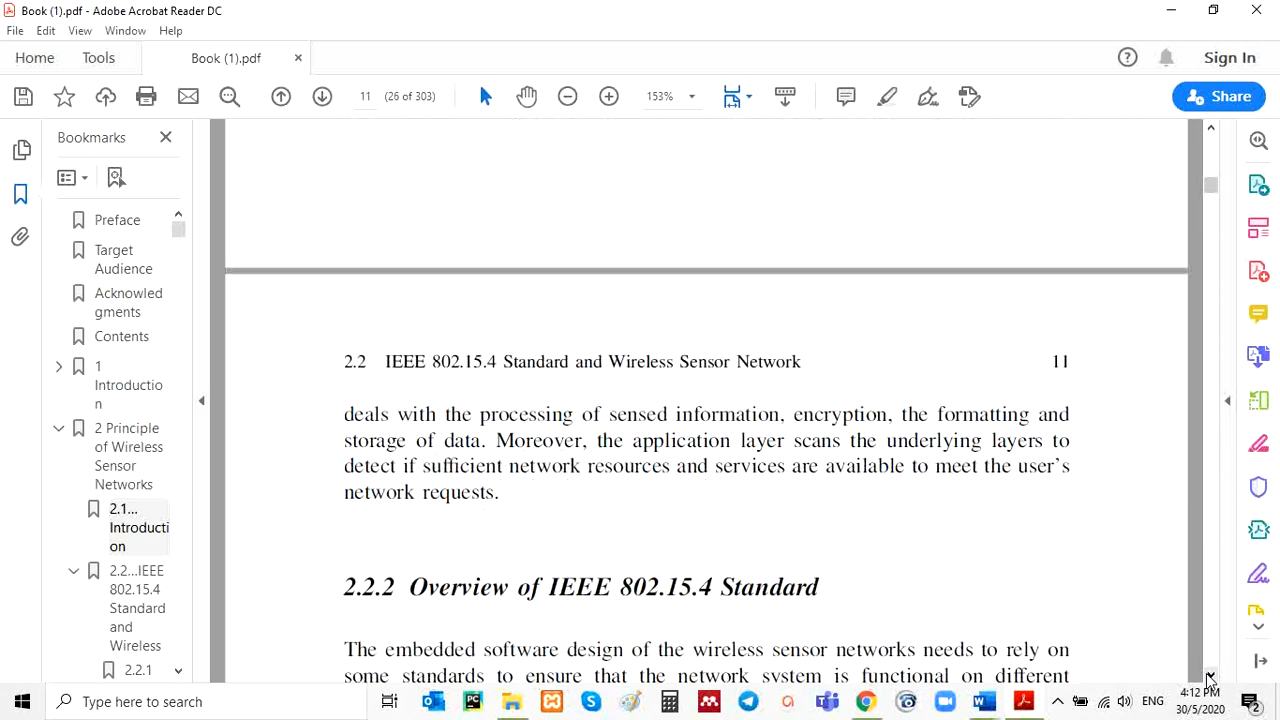 Book (1).pdf - Adobe Acrobat Reader DC
File Edit View Window Help
Home Tools Book (1).pdf × Sign In
11 (26 of 303) 153% Share
Bookmarks
Preface
Target
Audience
Acknowled
gments
Contents
1
Introductio
n
2 Principle
of Wireless
Sensor
Networks
2.1...
Introducti
on
2.2...IEEE
802.15.4
Standard
and
Wireless
2.2.1
2.2 IEEE 802.15.4 Standard and Wireless Sensor Network 11
deals with the processing of sensed information, encryption, the formatting and
storage of data. Moreover, the application layer scans the underlying layers to
detect if sufficient network resources and services are available to meet the user's
network requests.
2.2.2 Overview of IEEE 802.15.4 Standard
The embedded software design of the wireless sensor networks needs to rely on
some standards to ensure that the network system is functional on different
Type here to search
ENG
4:12 PM
30/5/2020
2